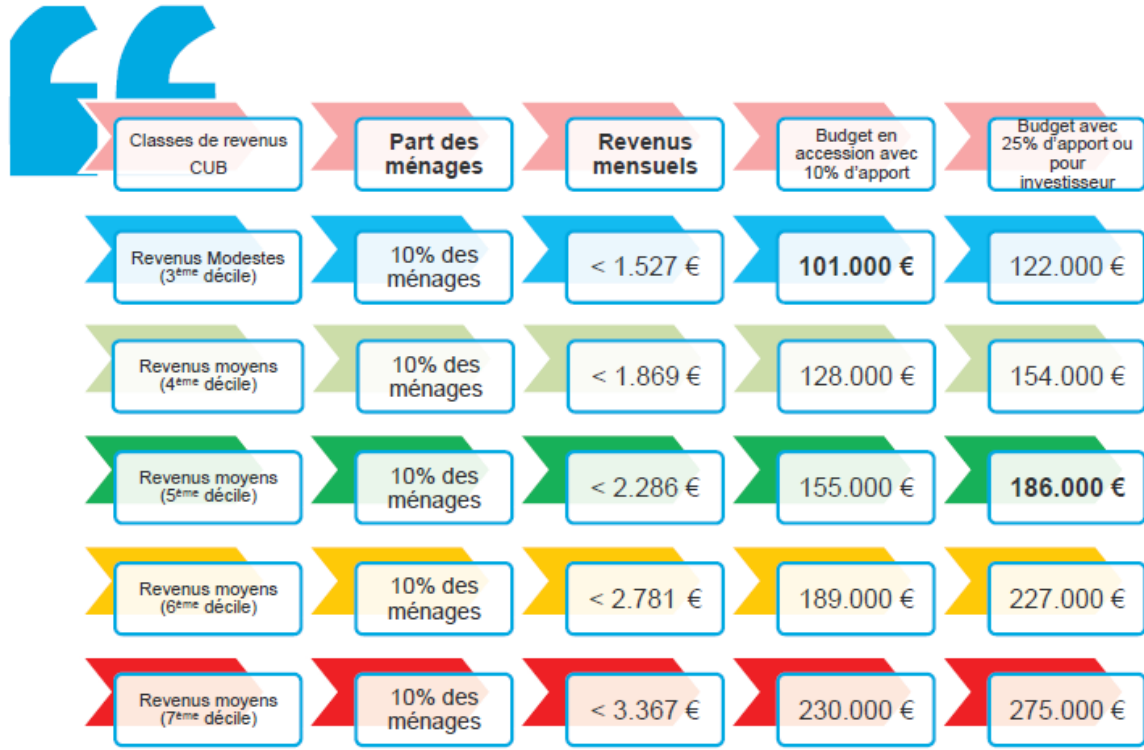 Classes de revenus
CUB
Part des
ménages
Revenus
mensuels
Budget en
accession avec
10% d'apport
Budget avec
25% d'apport ou
pour
investisseur
Revenus Modestes
(3ème décile)
10% des
ménages
< 1.527 €
101.000 €
122.000 €
Revenus moyens
(4ème décile)
10% des
ménages
< 1.869 €
128.000 €
154.000 €
Revenus moyens
(5ème décile)
10% des
ménages
< 2.286 €
155.000 €
186.000 €
Revenus moyens
(6ème décile)
10% des
ménages
< 2.781 €
189.000 €
227.000 €
Revenus moyens
(7ème décile)
10% des
ménages
< 3.367 €
230.000 €
275.000 €